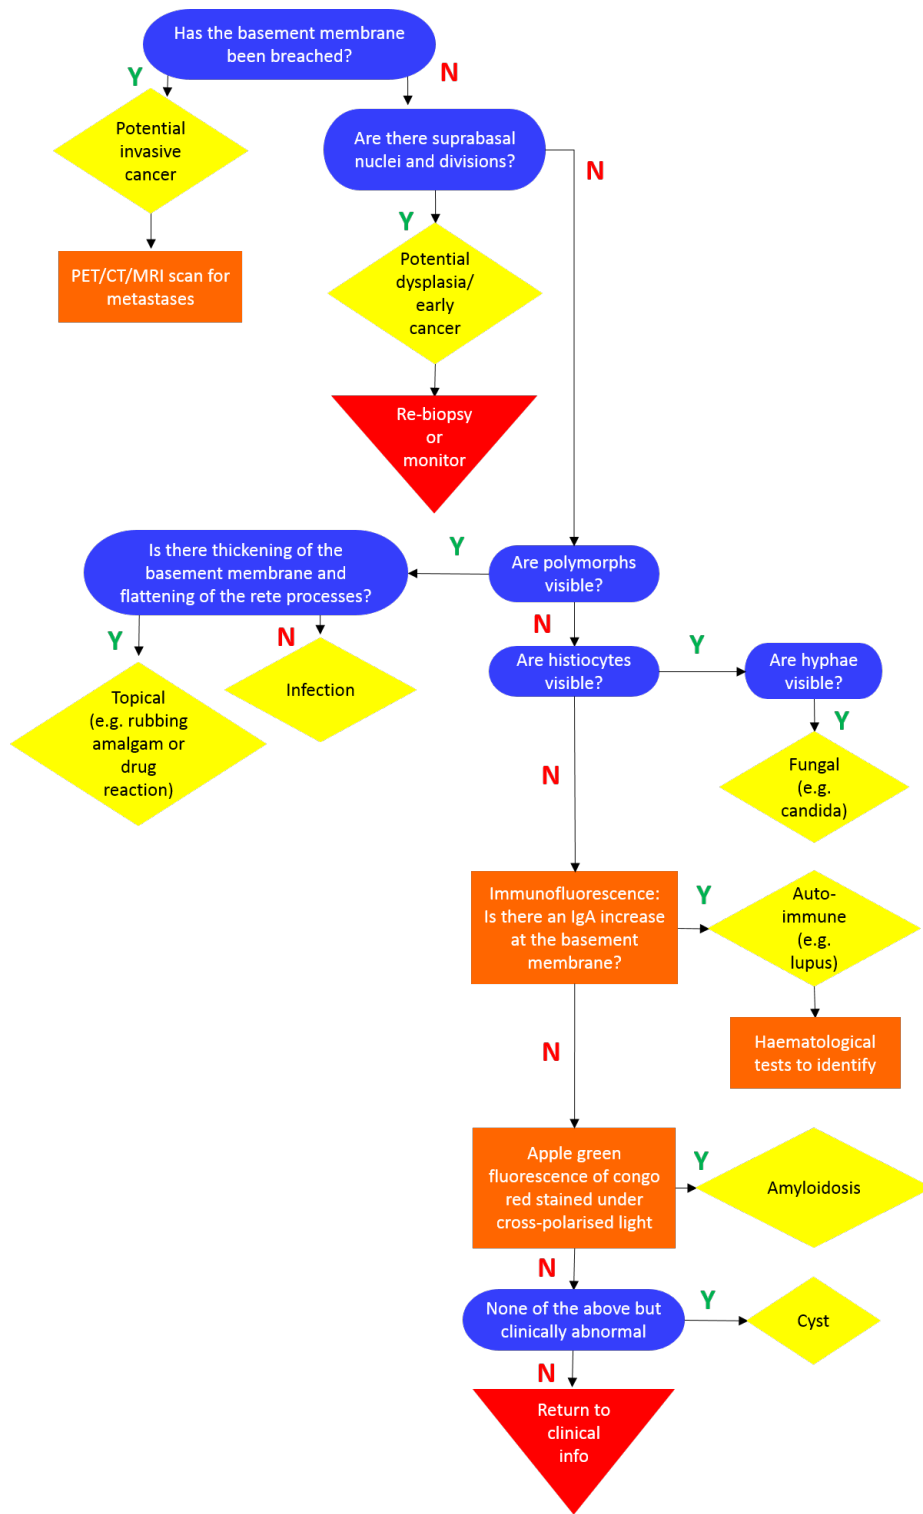 Has the basement membrane
been breached?
Y
N
Potential
invasive
cancer
PET/CT/MRI scan for
metastases
Are there suprabasal
nuclei and divisions?
N
Y
Potential
dysplasia/
early
cancer
Re-biopsy
or
monitor
Are polymorphs
visible?
Y
Is there thickening of the
basement membrane and
flattening of the rete processes?
Y
N
Topical
(e.g. rubbing
amalgam or
drug
reaction)
Infection
N
Are histiocytes
visible?
Y
Are hyphae
visible?
Y
Fungal
(e.g.
candida)
N
Immunofluorescence:
Is there an IgA increase
at the basement
membrane?
Y
Auto-
immune
(e.g.
lupus)
Haematological
tests to identify
N
Apple green
fluorescence of congo
red stained under
cross-polarised light
Y
Amyloidosis
N
None of the above but
clinically abnormal
Y
Cyst
N
Return to
clinical
info